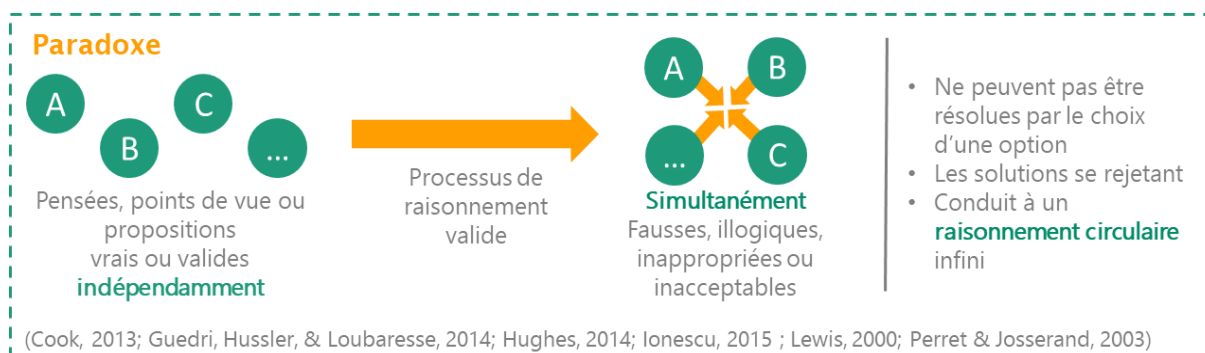 Paradoxe
A
B
C
...
Pensées, points de vue ou
propositions
vrais ou valides
indépendamment
Processus de
raisonnement
valide
A
B
...
C
Simultanément
Fausses, illogiques,
inappropriées ou
inacceptables
• Ne peuvent pas être
résolues par le choix
d'une option
• Les solutions se rejetant
• Conduit à un
raisonnement circulaire
infini
(Cook, 2013; Guedri, Hussler, & Loubaresse, 2014; Hughes, 2014; Ionescu, 2015 ; Lewis, 2000; Perret & Josserand, 2003)